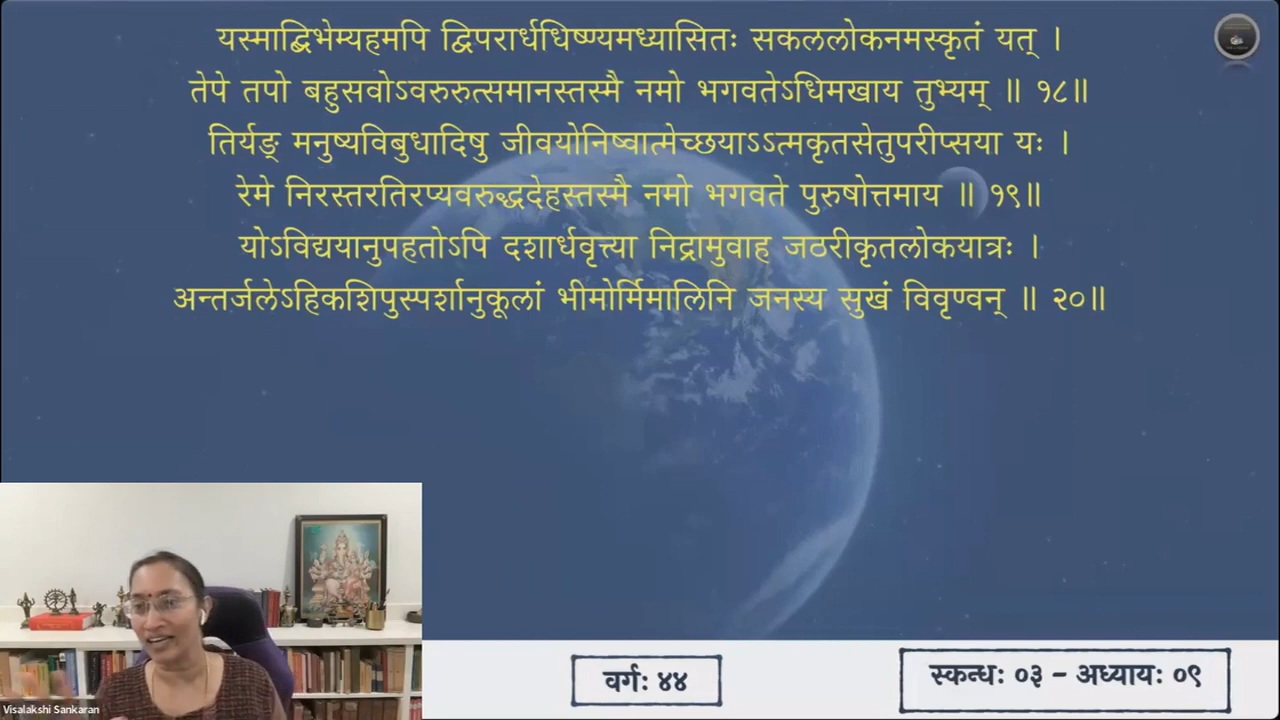 यस्माद्बिभेम्यहमपि द्विपरार्धधिष्ण्यमध्यासितः सकललोकनमस्कृतं यत् ।
तेपे तपो बहुसवोऽवरुरुत्समानस्तस्मै नमो भगवतेऽधिमखाय तुभ्यम् ॥ १८॥
तिर्यङ् मनुष्यविबुधादिषु जीवयोनिष्वात्मेच्छयाऽऽत्मकृतसेतुपरीप्सया यः ।
रेमे निरस्तरतिरप्यवरुद्धदेहस्तस्मै नमो भगवते पुरुषोत्तमाय ॥ १९॥
योऽविद्ययानुपहतोऽपि दशार्धवृत्त्या निद्रामुवाह जठरीकृतलोकयात्रः ।
अन्तर्जलेऽहिकशिपुस्पर्शानुकूलां भीमोर्मिमालिनि जनस्य सुखं विवृण्वन् ॥ २०॥
वर्गः ४४
स्कन्धः ०३ - अध्यायः ०९
Visalakshi Sankaran